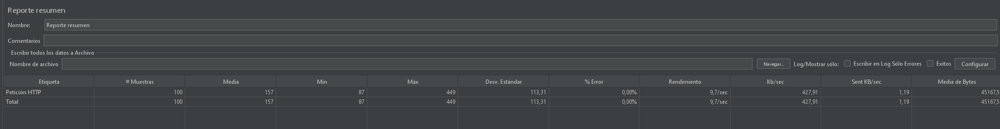 Reporte resumen
Nombre: Reporte resumen
Comentarios
Escribir todos los datos a Archivo
Nombre de archivo Navegar... Log/Mostrar sólo: Escribir en Log Sólo Errores Éxitos Configurar
Etiqueta # Muestras Media Mín Máx Desv. Estándar % Error Rendimiento Kb/sec Sent KB/sec Media de Bytes
Petición HTTP 100 157 87 449 113,31 0,00% 9,7/sec 427,91 1,19 45167,5
Total 100 157 87 449 113,31 0,00% 9,7/sec 427,91 1,19 45167,5